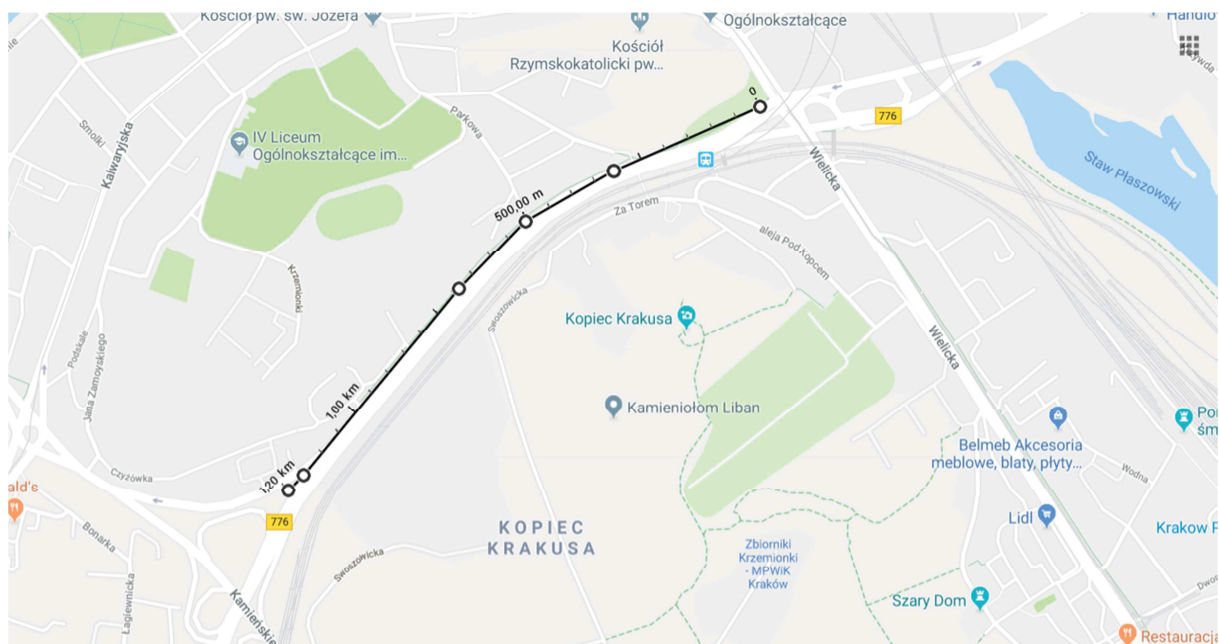 Kościół pw. św. Józefa
Ogólnokształcące
Kościół
Rzymskokatolicki pw...
Smolki
Kalwaryjska
IV Liceum
Ogólnokształcące im...
Parkowa
0
776
Wielicka
Staw Płaszowski
500,00 m
Za Torem
aleja Pod Kopcem
Krzemionki
Swoszowicka
Kopiec Krakusa
Wielicka
Podskale
Jana Zamoyskiego
1,00 km
Kamieniołom Liban
Belmeb Akcesoria
meblowe, blaty, płyty...
Wodna
Czyżówka
,20 km
ald's
776
Bonarka
KOPIEC
KRAKUSA
Lidl
Krakow P
Zbiorniki
Krzemionki
- MPWiK
Kraków
Swoszowicka
Łagiewnicka
Kamieńskie
Szary Dom
Restauracja